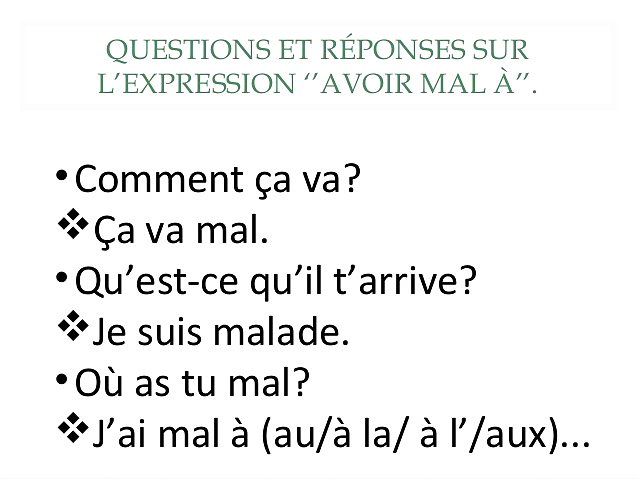 QUESTIONS ET RÉPONSES SUR
L’EXPRESSION ‘’AVOIR MAL À’’.
•Comment ça va?
❖Ça va mal.
•Qu’est-ce qu’il t’arrive?
❖Je suis malade.
•Où as tu mal?
❖J’ai mal à (au/à la/ à l’/aux)...